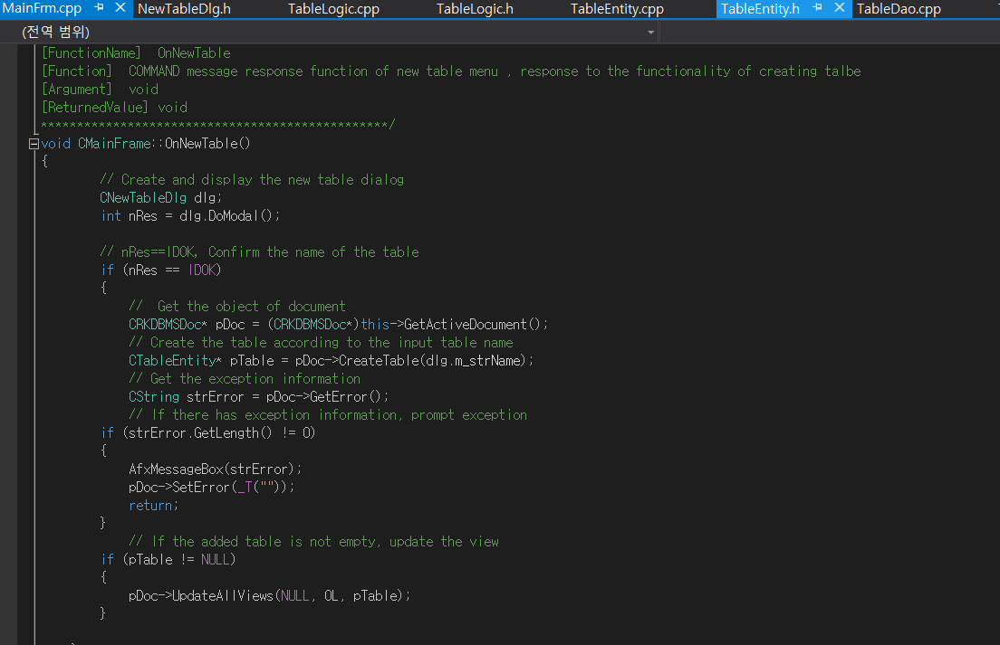 MainFrm.cpp NewTableDlg.h TableLogic.cpp TableLogic.h TableEntity.cpp TableEntity.h TableDao.cpp
(전역 범위)
[FunctionName]  OnNewTable
[Function]  COMMAND message response function of new table menu , response to the functionality of creating talbe
[Argument]  void
[ReturnedValue] void
************************************************/
void CMainFrame::OnNewTable()
{
// Create and display the new table dialog
CNewTableDlg dlg;
int nRes = dlg.DoModal();
// nRes==IDOK, Confirm the name of the table
if (nRes == IDOK)
{
//  Get the object of document
CRKDBMSDoc* pDoc = (CRKDBMSDoc*)this->GetActiveDocument();
// Create the table according to the input table name
CTableEntity* pTable = pDoc->CreateTable(dlg.m_strName);
// Get the exception information
CString strError = pDoc->GetError();
// If there has exception information, prompt exception
if (strError.GetLength() != 0)
{
AfxMessageBox(strError);
pDoc->SetError(_T(""));
return;
}
// If the added table is not empty, update the view
if (pTable != NULL)
{
pDoc->UpdateAllViews(NULL, 0L, pTable);
}